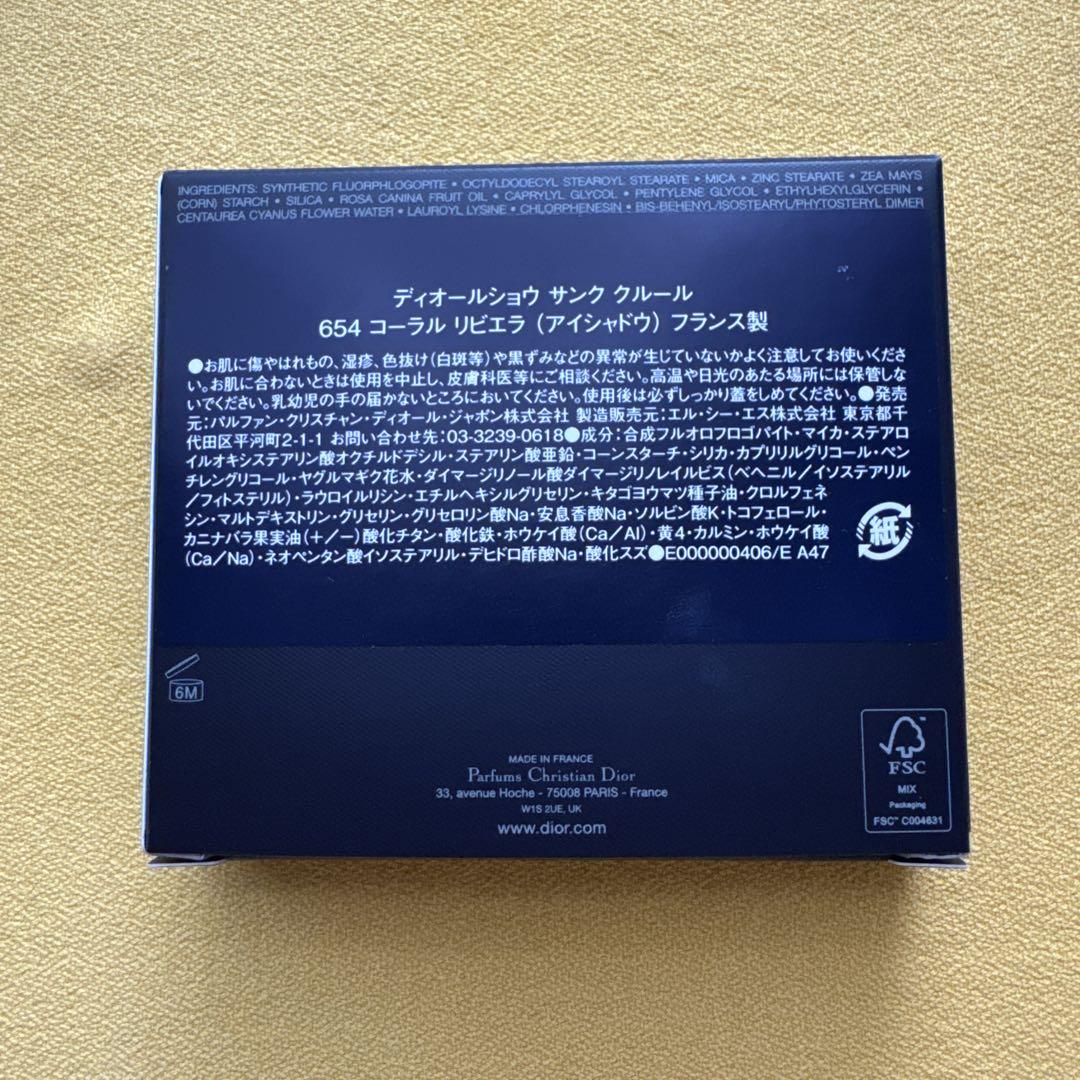 INGREDIENTS: SYNTHETIC FLUORPHLOGOPITE • OCTYLDODECYL STEAROYL STEARATE • MICA • ZINC STEARATE • ZEA MAYS
(CORN) STARCH • SILICA • ROSA CANINA FRUIT OIL • CAPRYLYL GLYCOL • PENTYLENE GLYCOL • ETHYLHEXYLGLYCERIN •
CENTAUREA CYANUS FLOWER WATER • LAUROYL LYSINE • CHLORPHENESIN • BIS-BEHENYL/ISOSTEARYL/PHYTOSTERYL DIMER
ディオールショウ サンク クルール
654 コーラル リビエラ (アイシャドウ) フランス製
●お肌に傷やはれもの、湿疹、色抜け(白斑等)や黒ずみなどの異常が生じていないかよく注意してお使いくださ
い。お肌に合わないときは使用を中止し、皮膚科医等にご相談ください。高温や日光のあたる場所には保管しな
いでください。乳幼児の手の届かないところにおいてください。使用後は必ずしっかり蓋をしめてください。●発売
元:パルファン・クリスチャン・ディオール・ジャポン株式会社 製造販売元:エル・シー・エス株式会社 東京都千
代田区平河町2-1-1 お問い合わせ先:03-3239-0618●成分:合成フルオロフロゴパイト・マイカ・ステアロ
イルオキシステアリン酸オクチルドデシル・ステアリン酸亜鉛・コーンスターチ・シリカ・カプリリルグリコール・ペン
チレングリコール・ヤグルマギク花水・ダイマージリノール酸ダイマージリノレイルビス(ベヘニル/イソステアリル
/フィトステリル)・ラウロイルリシン・エチルヘキシルグリセリン・キタゴヨウマツ種子油・クロルフェネ
シン・マルトデキストリン・グリセリン・グリセロリン酸Na・安息香酸Na・ソルビン酸K・トコフェロール・
カニナバラ果実油(+/-)酸化チタン・酸化鉄・ホウケイ酸(Ca/Al)・黄4・カルミン・ホウケイ酸
(Ca/Na)・ネオペンタン酸イソステアリル・デヒドロ酢酸Na・酸化スズ●E000000406/E A47
紙
6M
MADE IN FRANCE
Parfums Christian Dior
33, avenue Hoche - 75008 PARIS - France
W1S 2UE, UK
www.dior.com
FSC
MIX
Packaging
FSC™ C004631